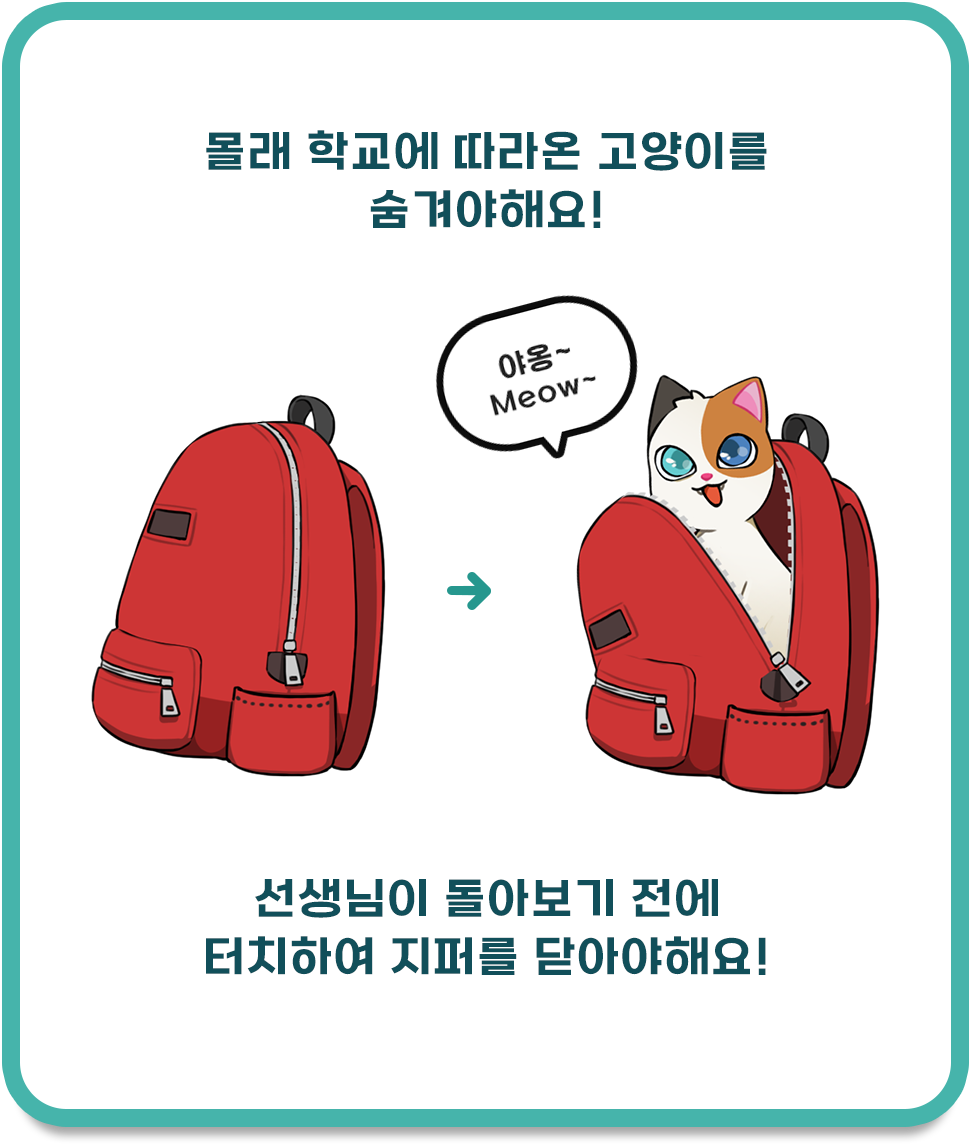 몰래 학교에 따라온 고양이를
숨겨야해요!
야옹~
Meow~
선생님이 돌아보기 전에
터치하여 지퍼를 닫아야해요!